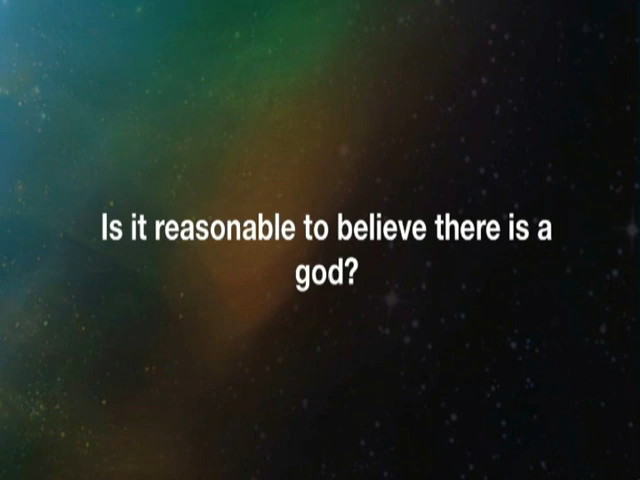 Is it reasonable to believe there is a
god?